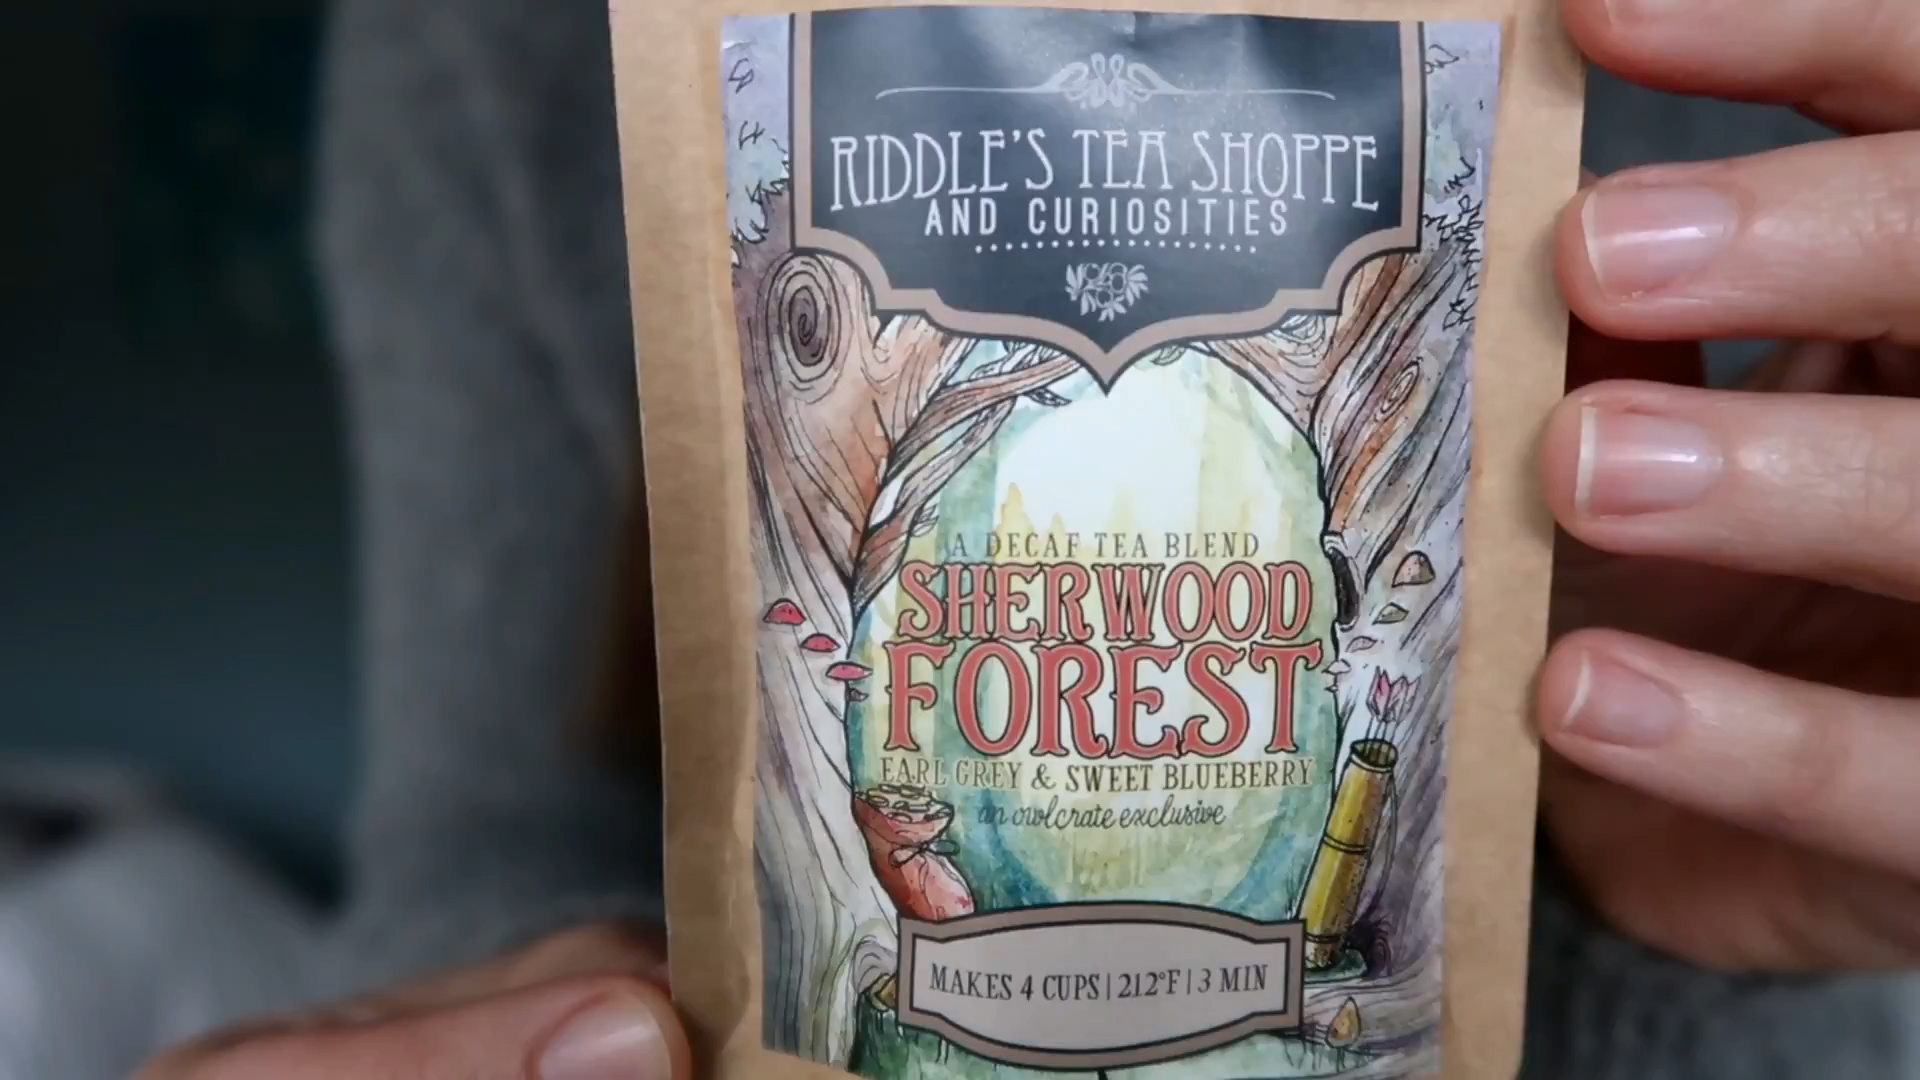 RIDDLE'S TEA SHOPPE
AND CURIOSITIES
A DECAF TEA BLEND
SHERWOOD
FOREST
EARL GREY & SWEET BLUEBERRY
an owlcrate exclusive
MAKES 4 CUPS | 212°F | 3 MIN